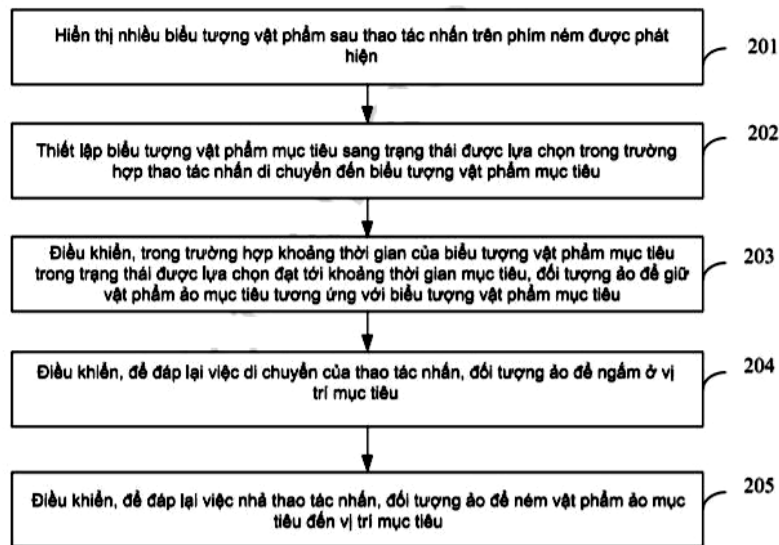 Hiển thị nhiều biểu tượng vật phẩm sau thao tác nhấn trên phím ném được phát
hiện
201
Thiết lập biểu tượng vật phẩm mục tiêu sang trạng thái được lựa chọn trong trường
hợp thao tác nhấn di chuyển đến biểu tượng vật phẩm mục tiêu
202
Điều khiển, trong trường hợp khoảng thời gian của biểu tượng vật phẩm mục tiêu
trong trạng thái được lựa chọn đạt tới khoảng thời gian mục tiêu, đối tượng ảo để giữ
vật phẩm ảo mục tiêu tương ứng với biểu tượng vật phẩm mục tiêu
203
Điều khiển, để đáp lại việc di chuyển của thao tác nhấn, đối tượng ảo để ngắm ở vị
trí mục tiêu
204
Điều khiển, để đáp lại việc nhả thao tác nhấn, đối tượng ảo để ném vật phẩm ảo mục
tiêu đến vị trí mục tiêu
205